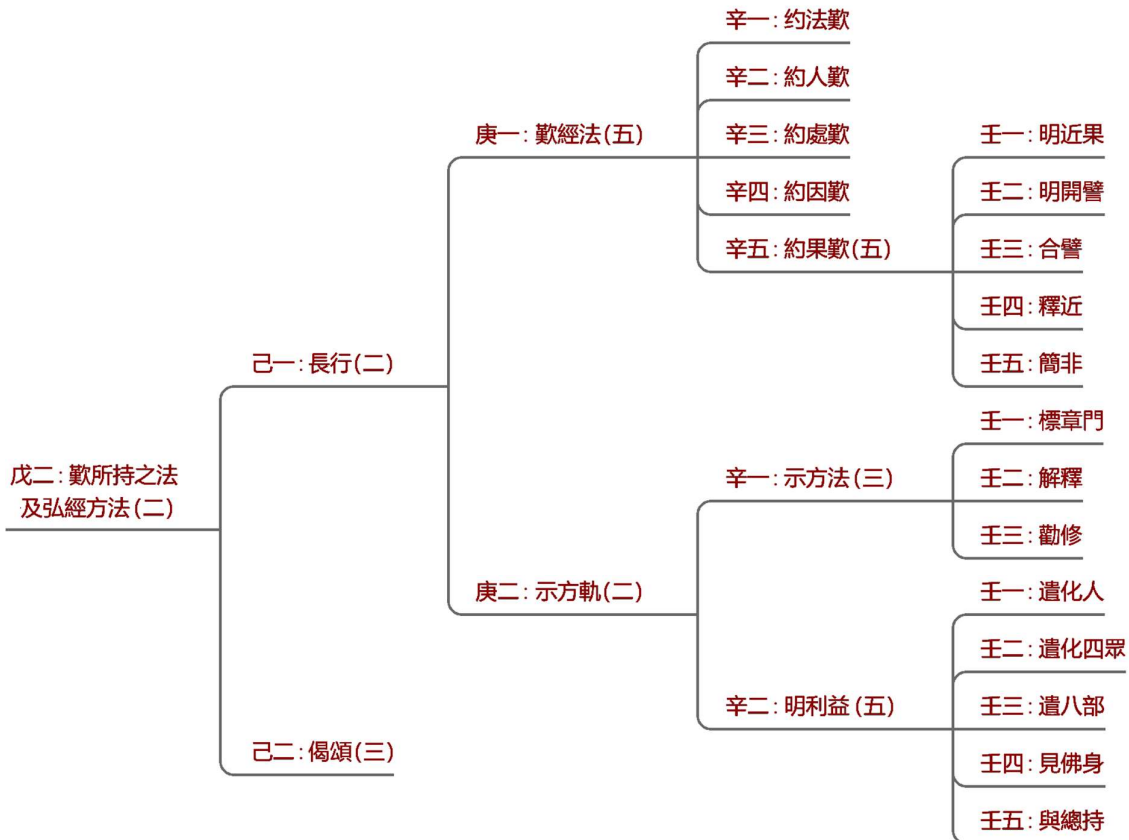 戊二:歎所持之法
及弘經方法(二)
己一:長行(二)
庚一:歎經法(五)
辛一:约法歎
辛二:約人歎
辛三:約處歎
辛四:約因歎
辛五:約果歎(五)
壬一:明近果
壬二:明開譬
壬三:合譬
壬四:釋近
壬五:簡非
庚二:示方軌(二)
辛一:示方法(三)
壬一:標章門
壬二:解釋
壬三:勸修
辛二:明利益(五)
壬一:遣化人
壬二:遣化四眾
壬三:遣八部
壬四:見佛身
壬五:與總持
己二:偈頌(三)